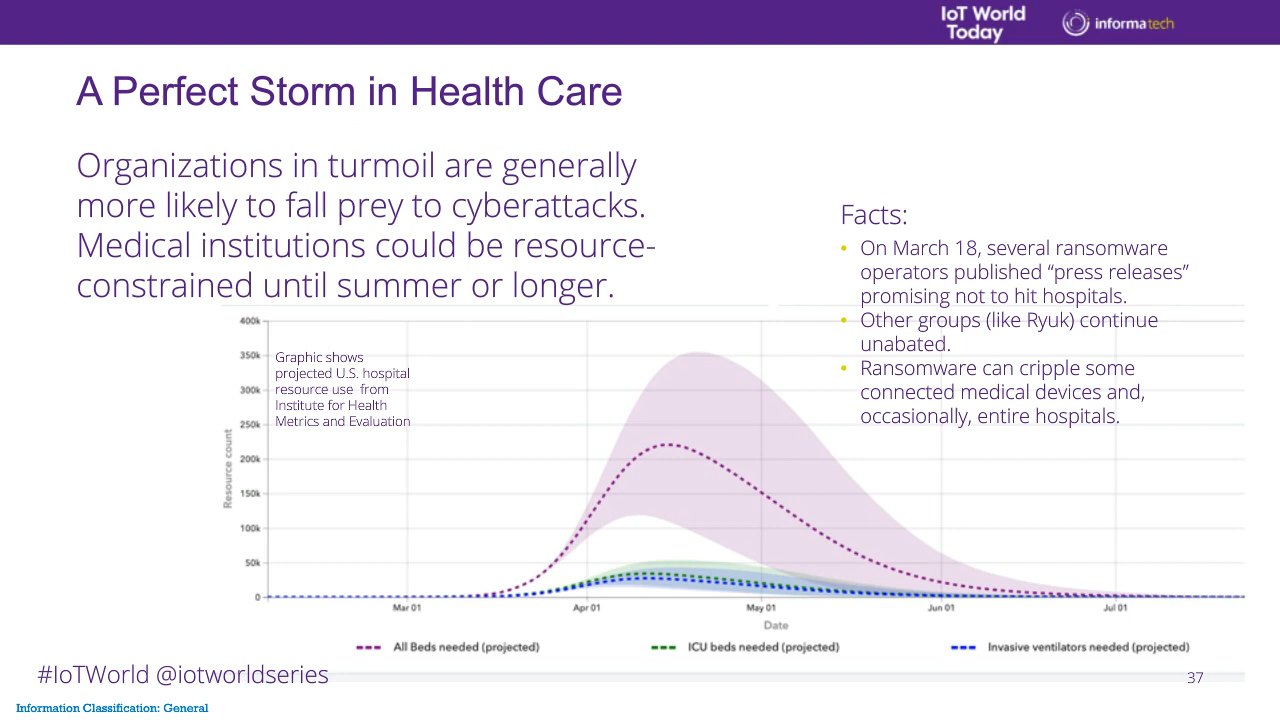 IoT World
Today
informatech
A Perfect Storm in Health Care
Organizations in turmoil are generally
more likely to fall prey to cyberattacks.
Medical institutions could be resource-
constrained until summer or longer.
Facts:
• On March 18, several ransomware
operators published “press releases”
promising not to hit hospitals.
• Other groups (like Ryuk) continue
unabated.
• Ransomware can cripple some
connected medical devices and,
occasionally, entire hospitals.
Graphic shows
projected U.S. hospital
resource use from
Institute for Health
Metrics and Evaluation
Resource count
400k
350k
300k
250k
200k
150k
100k
50k
0
Mar 01
Apr 01
May 01
Jun 01
Jul 01
Date
All Beds needed (projected)
ICU beds needed (projected)
Invasive ventilators needed (projected)
#IoTWorld @iotworldseries
37
Information Classification: General